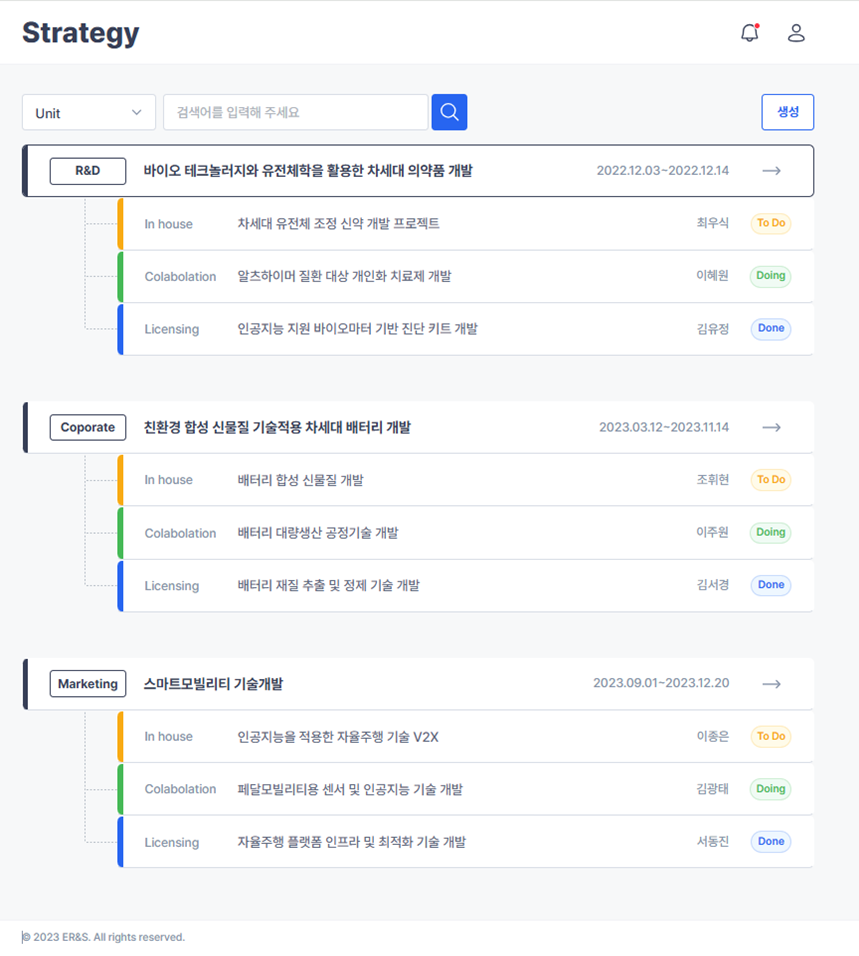 Strategy
Unit 검색어를 입력해 주세요 생성
R&D 바이오 테크놀러지와 유전체학을 활용한 차세대 의약품 개발 2022.12.03~2022.12.14
In house 차세대 유전체 조정 신약 개발 프로젝트 최우식 To Do
Colabolation 알츠하이머 질환 대상 개인화 치료제 개발 이혜원 Doing
Licensing 인공지능 지원 바이오마터 기반 진단 키트 개발 김유정 Done
Coporate 친환경 합성 신물질 기술적용 차세대 배터리 개발 2023.03.12~2023.11.14
In house 배터리 합성 신물질 개발 조휘현 To Do
Colabolation 배터리 대량생산 공정기술 개발 이주원 Doing
Licensing 배터리 재질 추출 및 정제 기술 개발 김서경 Done
Marketing 스마트모빌리티 기술개발 2023.09.01~2023.12.20
In house 인공지능을 적용한 자율주행 기술 V2X 이종은 To Do
Colabolation 페달모빌리티용 센서 및 인공지능 기술 개발 김광태 Doing
Licensing 자율주행 플랫폼 인프라 및 최적화 기술 개발 서동진 Done
© 2023 ER&S. All rights reserved.